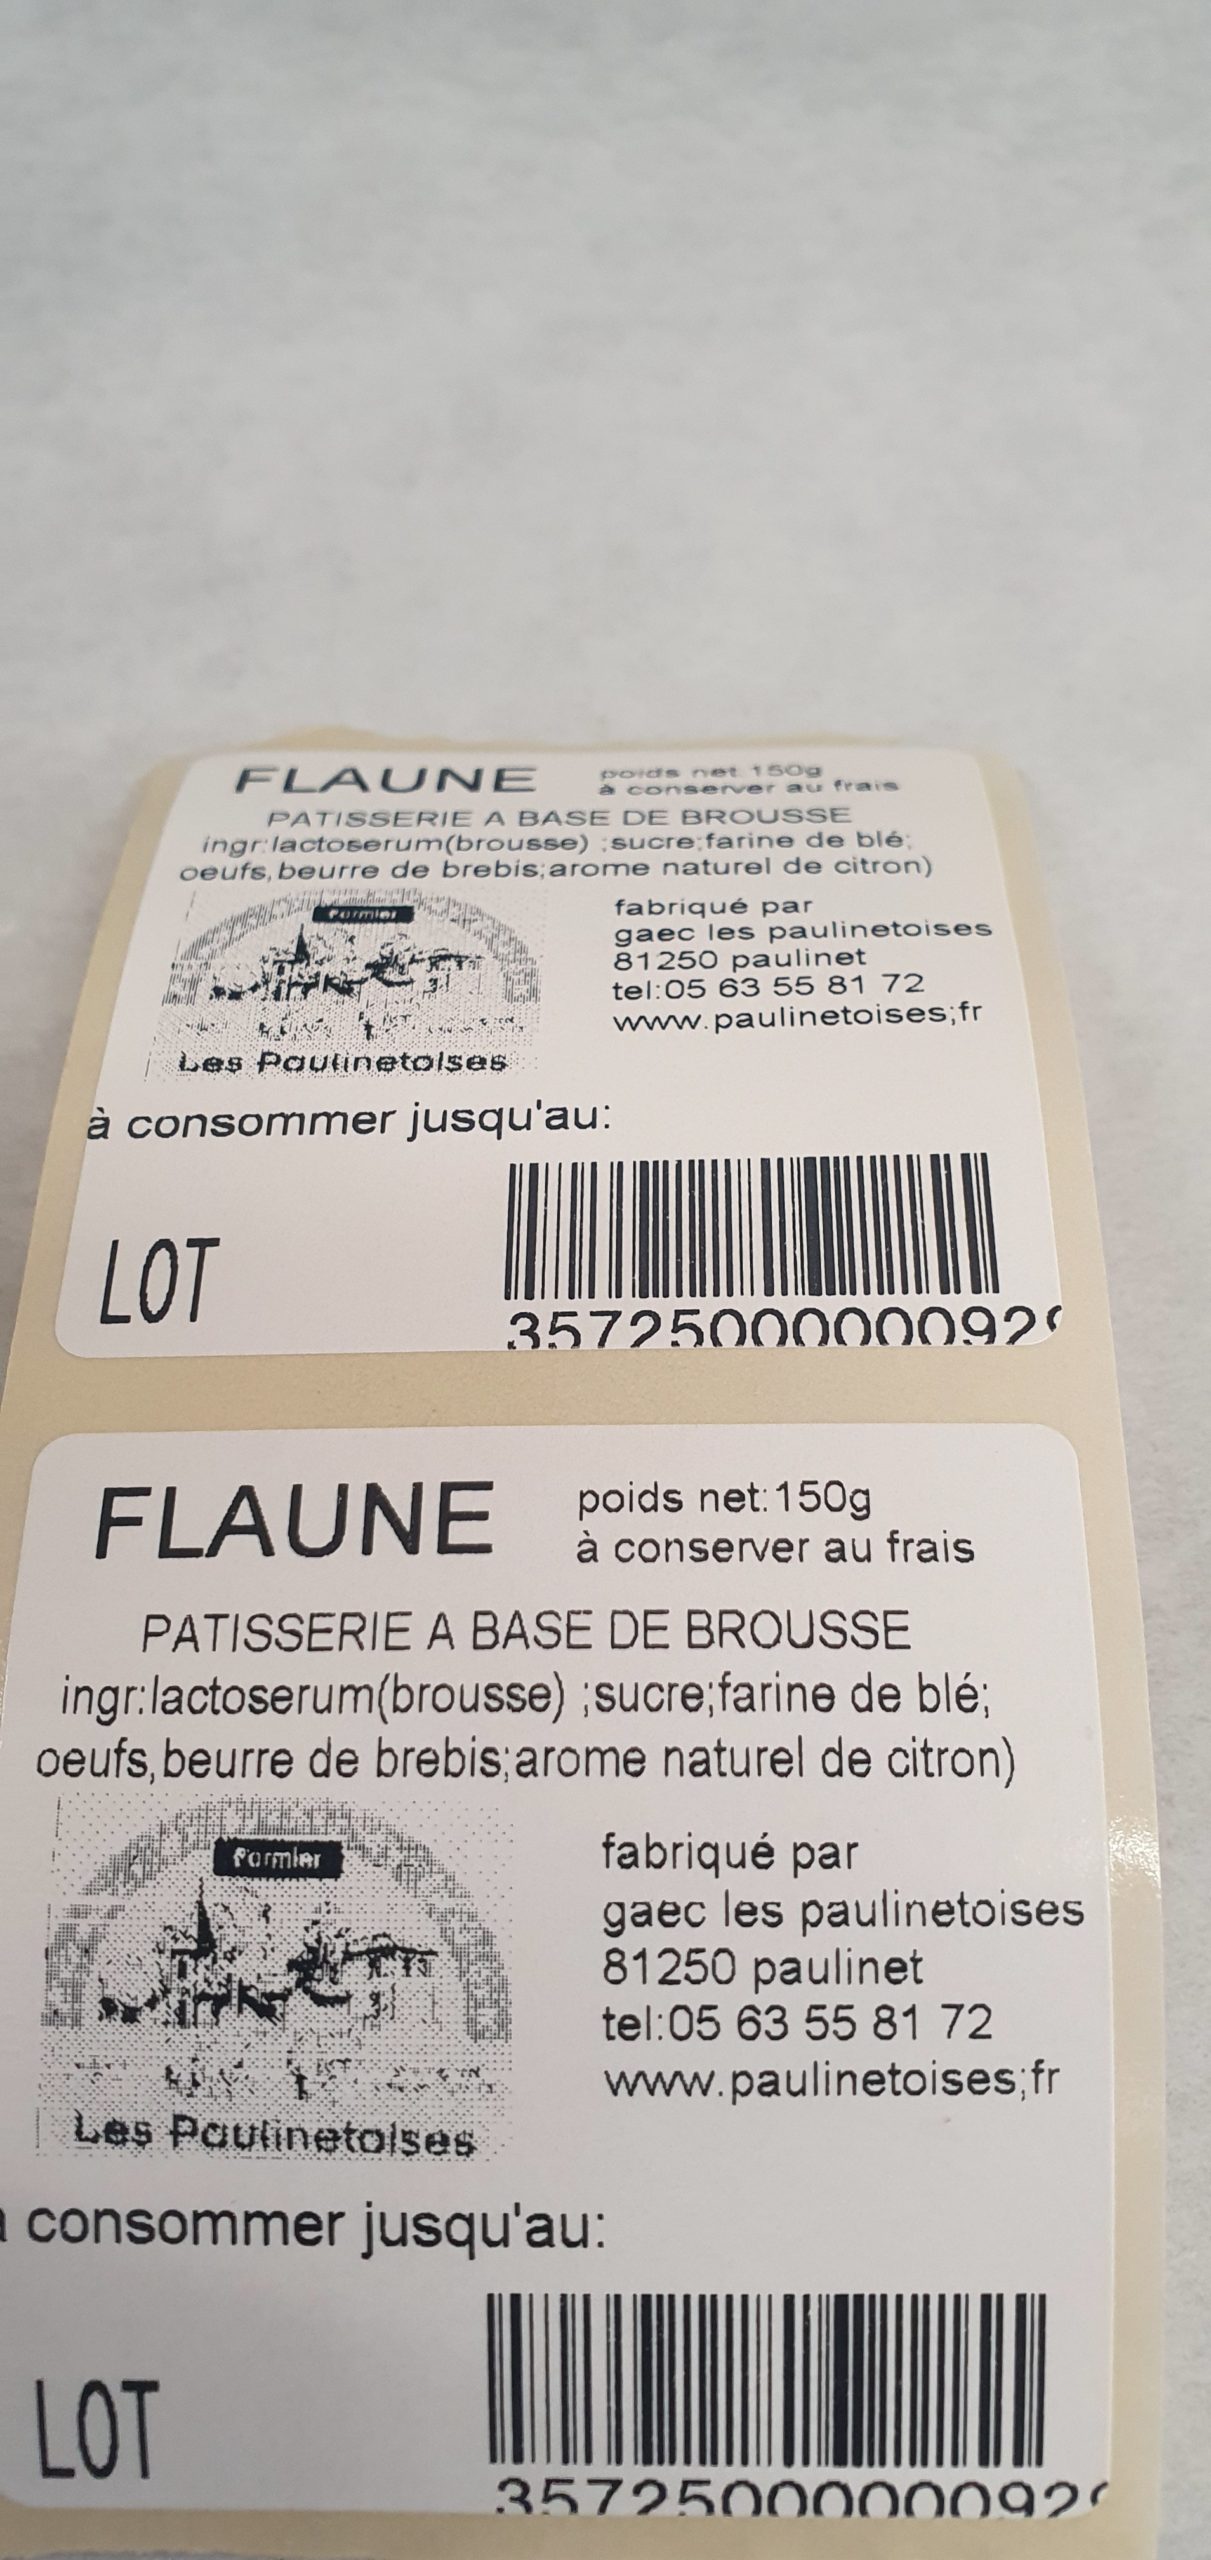 FLAUNE
poids net:150g
à conserver au frais
PATISSERIE A BASE DE BROUSSE
ingr:lactoserum(brousse) ;sucre;farine de blé;
oeufs,beurre de brebis;arome naturel de citron)
Fermier
fabriqué par
gaec les paulinetoises
81250 paulinet
tel:05 63 55 81 72
www.paulinetoises;fr
Les Paulinetoises
à consommer jusqu'au:
LOT
357250000000929
FLAUNE
poids net:150g
à conserver au frais
PATISSERIE A BASE DE BROUSSE
ingr:lactoserum(brousse) ;sucre;farine de blé;
oeufs,beurre de brebis;arome naturel de citron)
Fermier
fabriqué par
gaec les paulinetoises
81250 paulinet
tel:05 63 55 81 72
www.paulinetoises;fr
Les Paulinetoises
consommer jusqu'au:
LOT
35725000000092